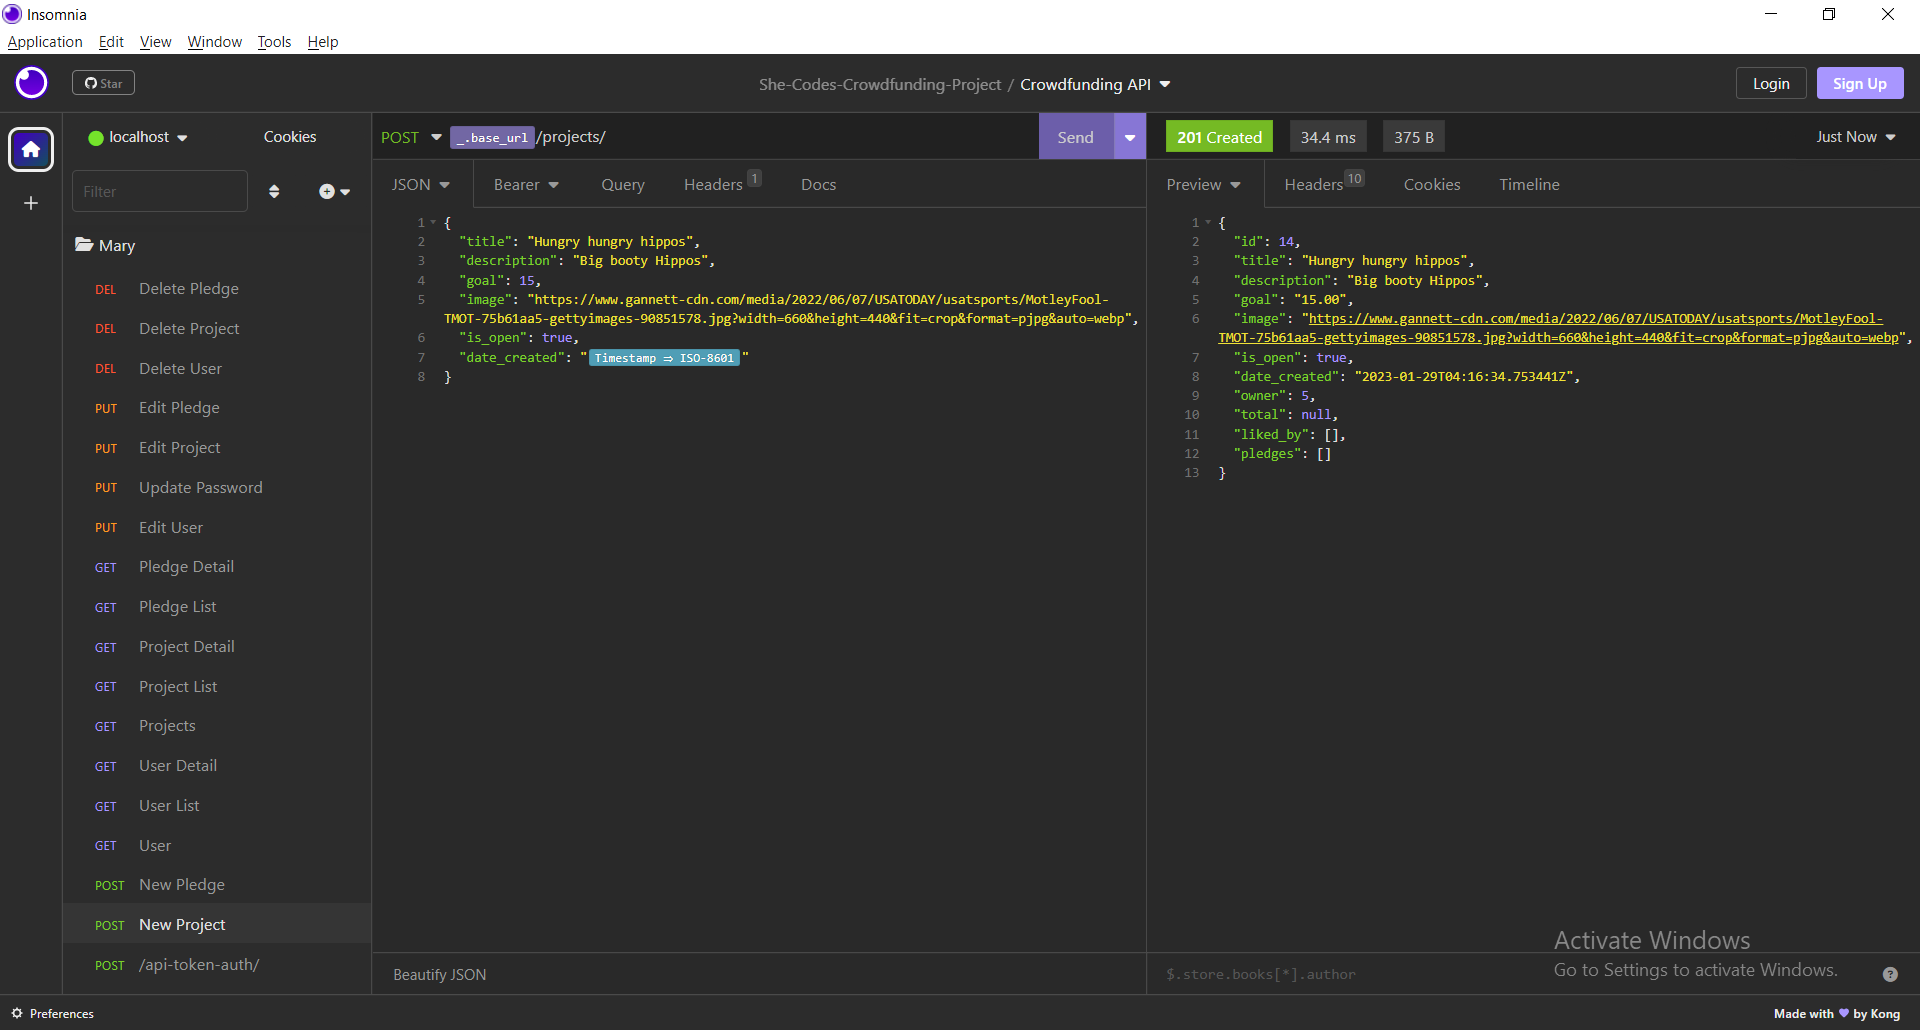 Insomnia
Application Edit View Window Tools Help
Star
She-Codes-Crowdfunding-Project / Crowdfunding API
Login
Sign Up
localhost
Cookies
Filter
Mary
DEL Delete Pledge
DEL Delete Project
DEL Delete User
PUT Edit Pledge
PUT Edit Project
PUT Update Password
PUT Edit User
GET Pledge Detail
GET Pledge List
GET Project Detail
GET Project List
GET Projects
GET User Detail
GET User List
GET User
POST New Pledge
POST New Project
POST /api-token-auth/
POST _.base_url /projects/
Send
JSON Bearer Query Headers 1 Docs
1 {
2 "title": "Hungry hungry hippos",
3 "description": "Big booty Hippos",
4 "goal": 15,
5 "image": "https://www.gannett-cdn.com/media/2022/06/07/USATODAY/usatsports/MotleyFool-
TMOT-75b61aa5-gettyimages-90851578.jpg?width=660&height=440&fit=crop&format=pjpg&auto=webp",
6 "is_open": true,
7 "date_created": "Timestamp ⇒ ISO-8601"
8 }
Beautify JSON
201 Created 34.4 ms 375 B Just Now
Preview Headers 10 Cookies Timeline
1 {
2 "id": 14,
3 "title": "Hungry hungry hippos",
4 "description": "Big booty Hippos",
5 "goal": "15.00",
6 "image": "https://www.gannett-cdn.com/media/2022/06/07/USATODAY/usatsports/MotleyFool-
TMOT-75b61aa5-gettyimages-90851578.jpg?width=660&height=440&fit=crop&format=pjpg&auto=webp",
7 "is_open": true,
8 "date_created": "2023-01-29T04:16:34.753441Z",
9 "owner": 5,
10 "total": null,
11 "liked_by": [],
12 "pledges": []
13 }
Activate Windows
Go to Settings to activate Windows.
$.store.books[*].author
?
Preferences
Made with ♥ by Kong